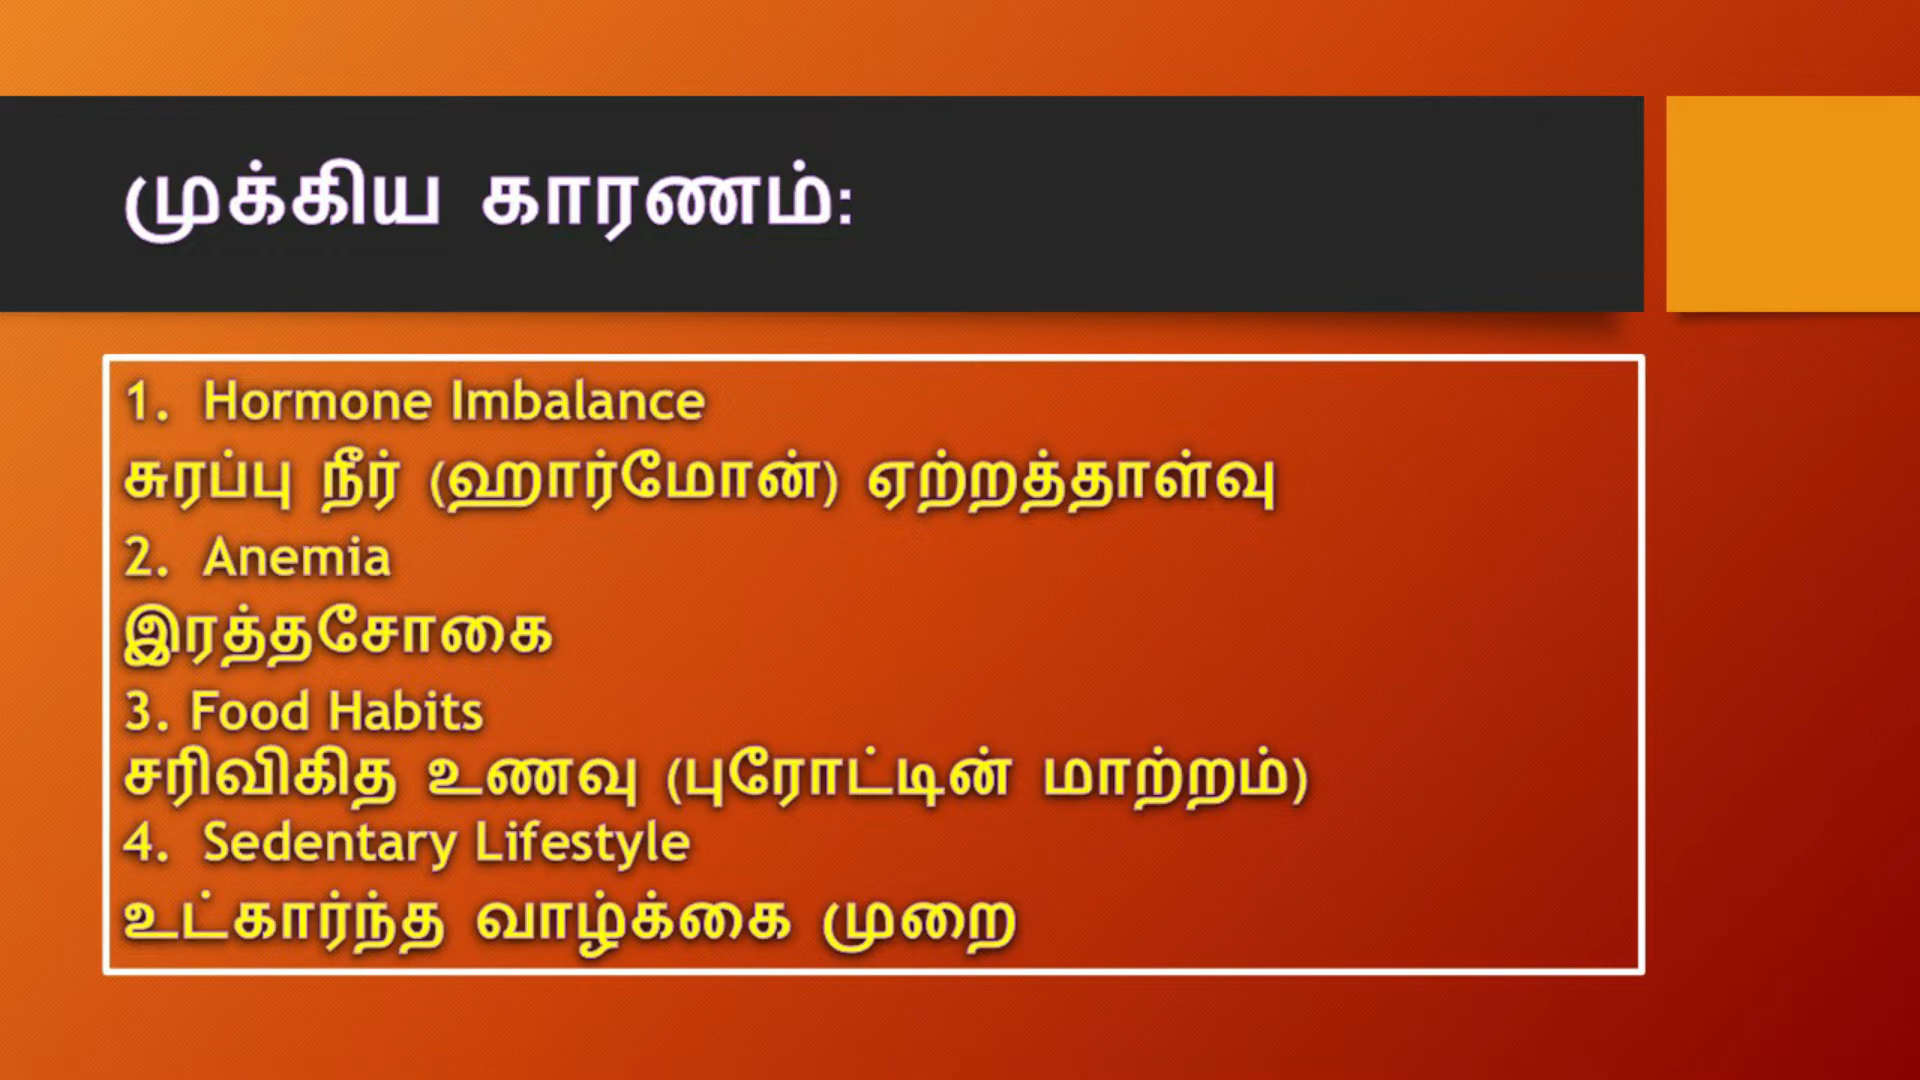 முக்கிய காரணம்:
1. Hormone Imbalance
சுரப்பு நீர் (ஹார்மோன்) ஏற்றத்தாள்வு
2. Anemia
இரத்தசோகை
3. Food Habits
சரிவிகித உணவு (புரோட்டின் மாற்றம்)
4. Sedentary Lifestyle
உட்கார்ந்த வாழ்க்கை முறை